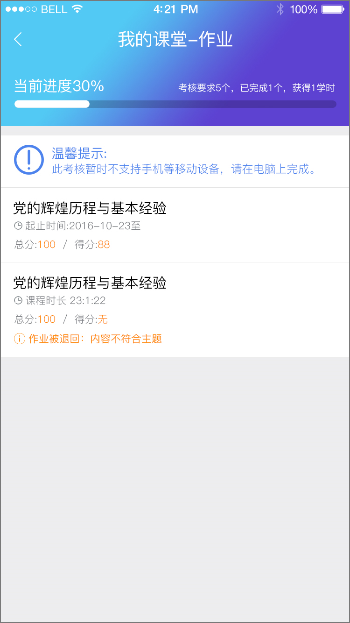 BELL 4:21 PM 100%
我的课堂-作业
当前进度30% 考核要求5个，已完成1个，获得1学时
温馨提示:
此考核暂时不支持手机等移动设备，请在电脑上完成。
党的辉煌历程与基本经验
起止时间:2016-10-23至
总分:100 / 得分:88
党的辉煌历程与基本经验
课程时长 23:1:22
总分:100 / 得分:无
作业被退回：内容不符合主题